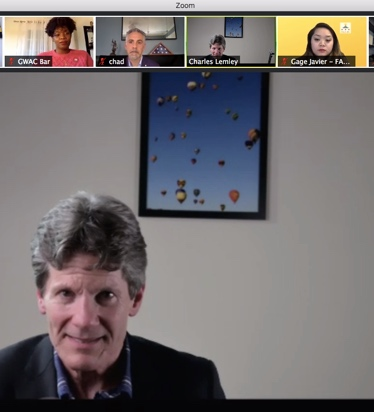 Zoom
GWAC Bar
chad
Charles Lemley
Gage Javier – FA...